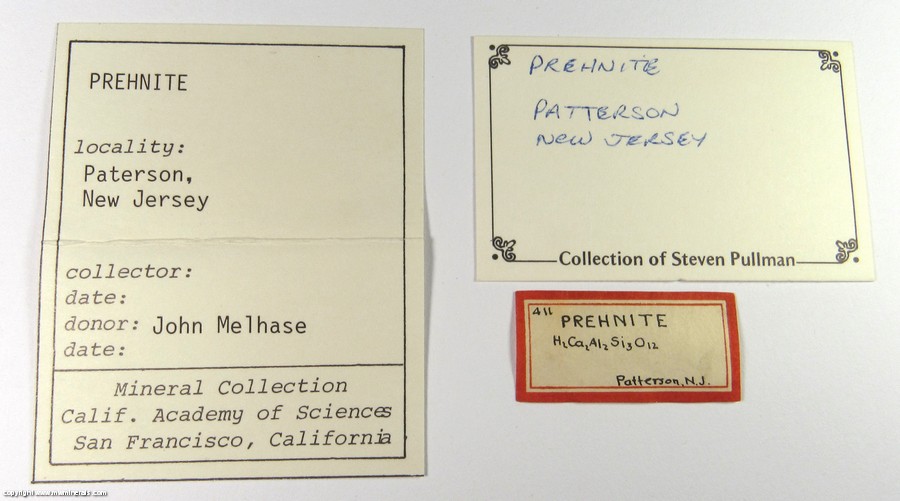 PREHNITE
locality:
Paterson,
New Jersey
collector:
date:
donor: John Melhase
date:
Mineral Collection
Calif. Academy of Sciences
San Francisco, California
PREHNITE
PATTERSON
NEW JERSEY
Collection of Steven Pullman
411
PREHNITE
H₂Ca₂Al₂Si₃O₁₂
Patterson, N.J.